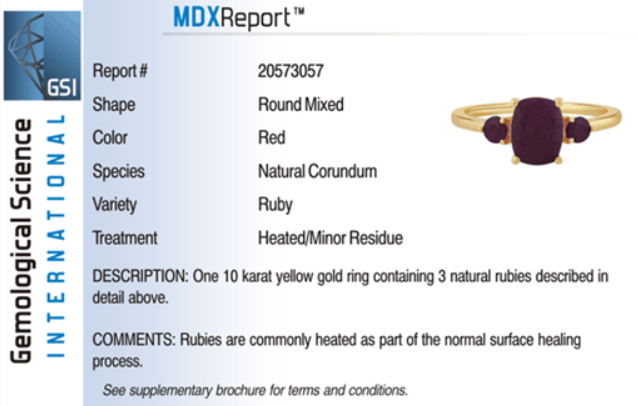 MDXReport™
GSI
Gemological Science
INTERNATIONAL
Report # 20573057
Shape Round Mixed
Color Red
Species Natural Corundum
Variety Ruby
Treatment Heated/Minor Residue
DESCRIPTION: One 10 karat yellow gold ring containing 3 natural rubies described in
detail above.
COMMENTS: Rubies are commonly heated as part of the normal surface healing
process.
See supplementary brochure for terms and conditions.